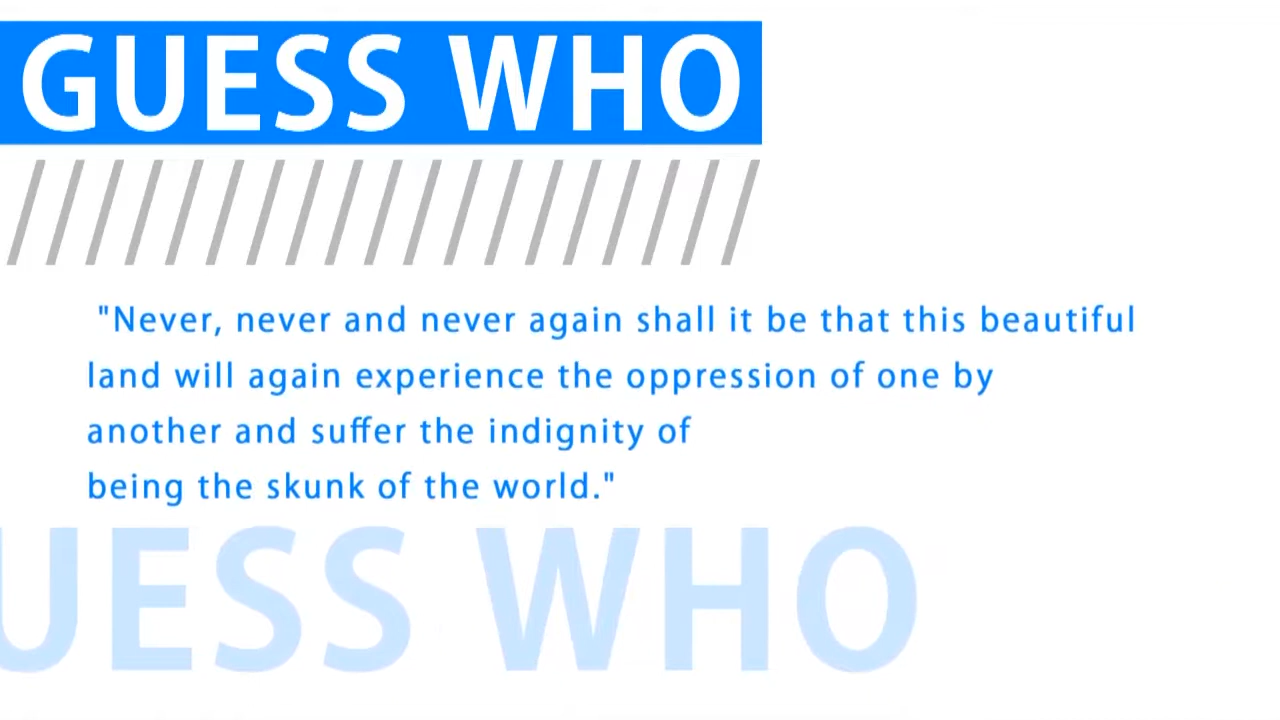 GUESS WHO
"Never, never and never again shall it be that this beautiful
land will again experience the oppression of one by
another and suffer the indignity of
being the skunk of the world."
UESS WHO